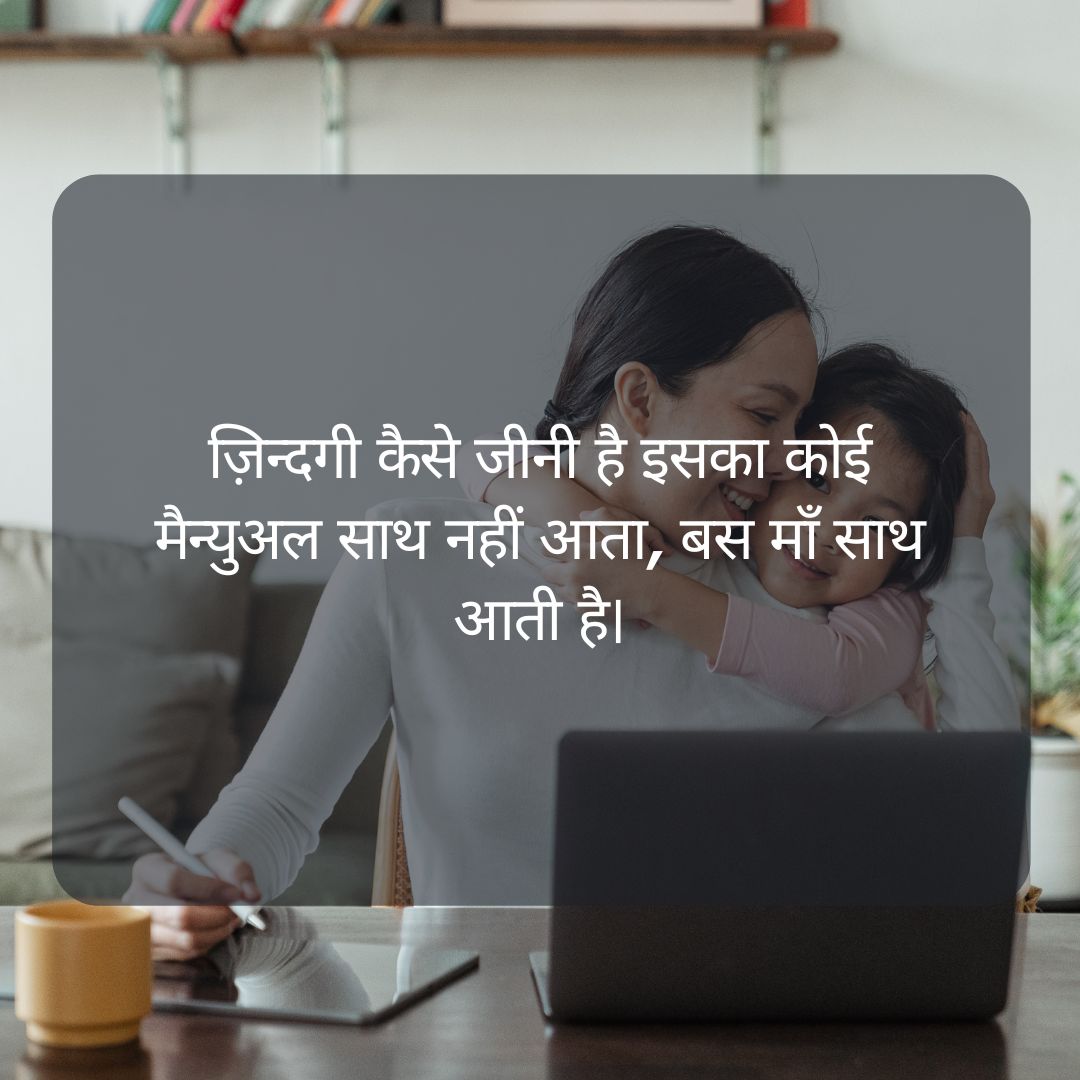 ज़िन्दगी कैसे जीनी है इसका कोई
मैन्युअल साथ नहीं आता, बस माँ साथ
आती है।